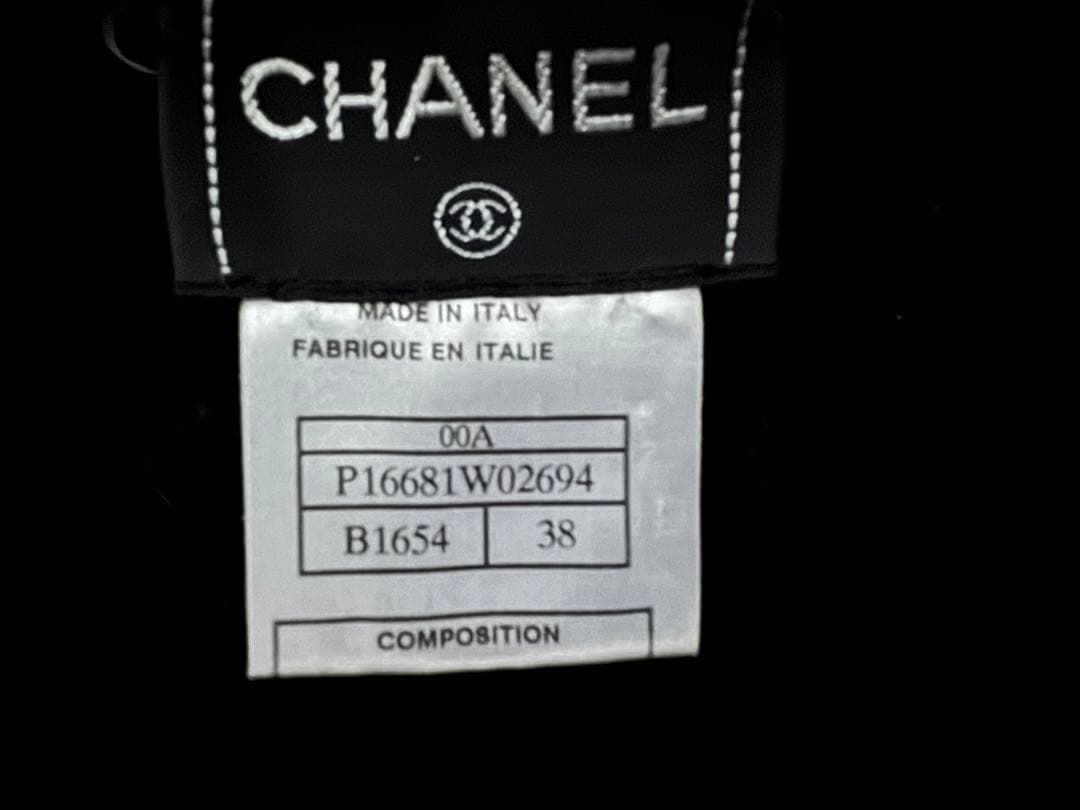 CHANEL
MADE IN ITALY
FABRIQUE EN ITALIE
00A
P16681W02694
B1654 38
COMPOSITION